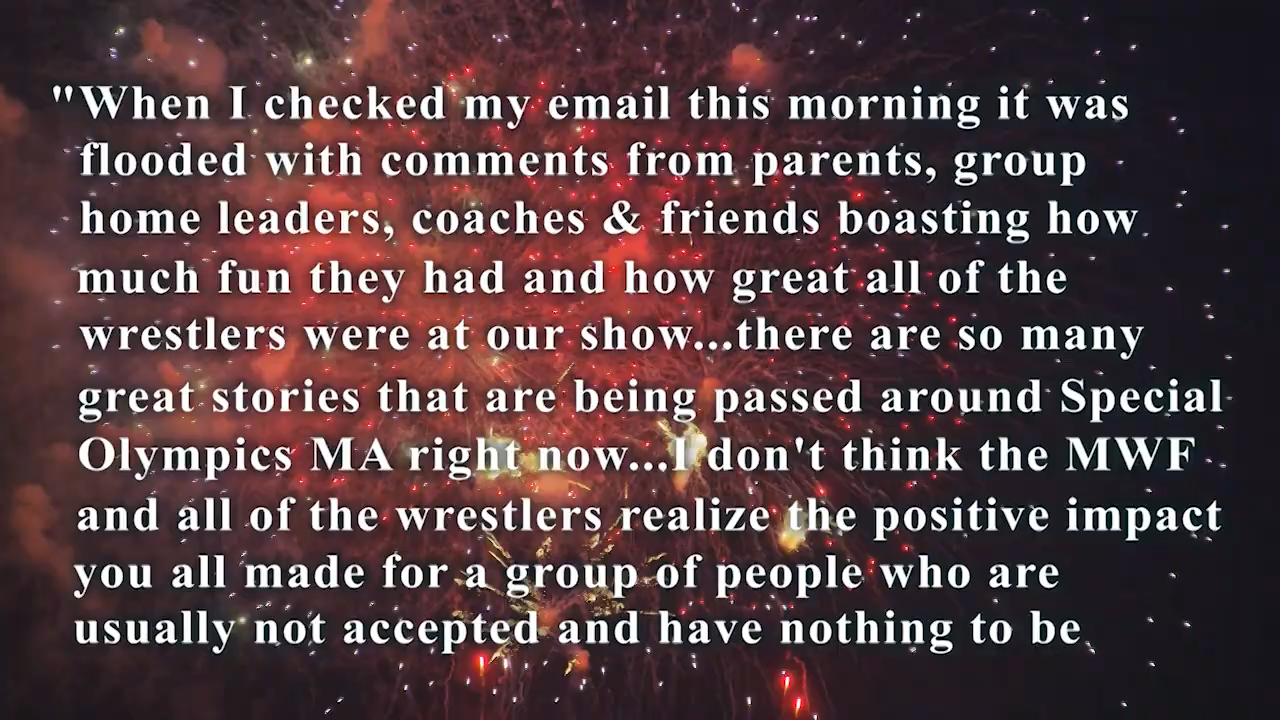 "When I checked my email this morning it was
flooded with comments from parents, group
home leaders, coaches & friends boasting how
much fun they had and how great all of the
wrestlers were at our show...there are so many
great stories that are being passed around Special
Olympics MA right now...I don't think the MWF
and all of the wrestlers realize the positive impact
you all made for a group of people who are
usually not accepted and have nothing to be